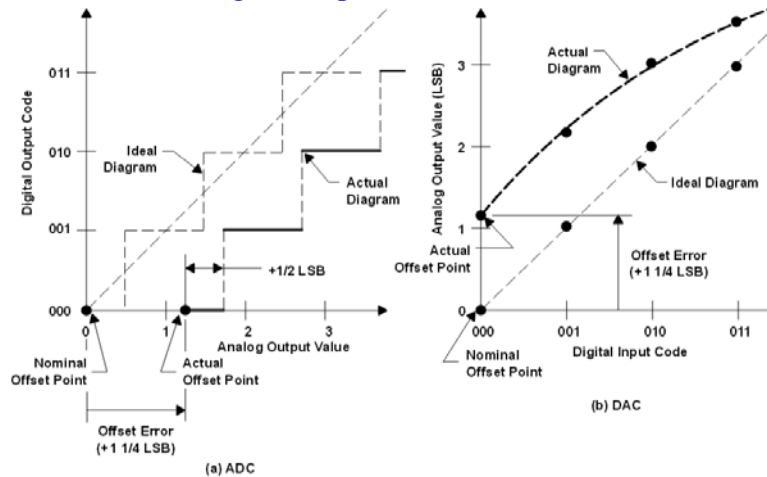 011
010
001
000
Digital Output Code
Ideal
Diagram
Actual
Diagram
+1/2 LSB
0
1
2
3
Analog Output Value
Nominal
Offset Point
Actual
Offset Point
Offset Error
(+1 1/4 LSB)
(a) ADC
3
2
1
0
Analog Output Value (LSB)
Actual
Diagram
Ideal Diagram
Actual
Offset Point
Offset Error
(+1 1/4 LSB)
000
001
010
011
Digital Input Code
Nominal
Offset Point
(b) DAC